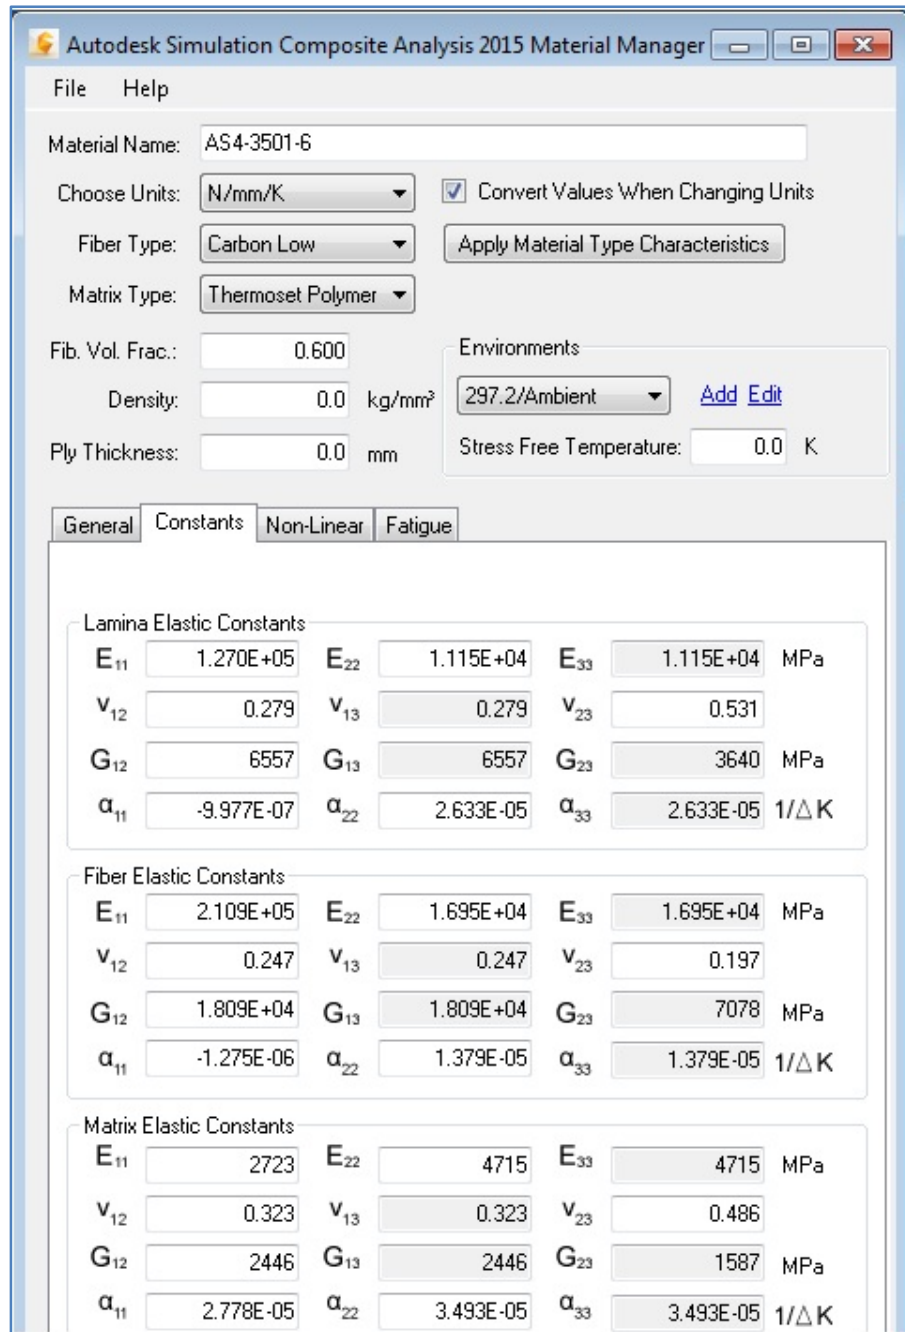 Autodesk Simulation Composite Analysis 2015 Material Manager
File Help
Material Name: AS4-3501-6
Choose Units: N/mm/K Convert Values When Changing Units
Fiber Type: Carbon Low Apply Material Type Characteristics
Matrix Type: Thermoset Polymer
Fib. Vol. Frac.: 0.600 Environments
Density: 0.0 kg/mm³ 297.2/Ambient Add Edit
Ply Thickness: 0.0 mm Stress Free Temperature: 0.0 K
General Constants Non-Linear Fatigue
Lamina Elastic Constants
E₁₁ 1.270E+05 E₂₂ 1.115E+04 E₃₃ 1.115E+04 MPa
v₁₂ 0.279 v₁₃ 0.279 v₂₃ 0.531
G₁₂ 6557 G₁₃ 6557 G₂₃ 3640 MPa
α₁₁ -9.977E-07 α₂₂ 2.633E-05 α₃₃ 2.633E-05 1/△K
Fiber Elastic Constants
E₁₁ 2.109E+05 E₂₂ 1.695E+04 E₃₃ 1.695E+04 MPa
v₁₂ 0.247 v₁₃ 0.247 v₂₃ 0.197
G₁₂ 1.809E+04 G₁₃ 1.809E+04 G₂₃ 7078 MPa
α₁₁ -1.275E-06 α₂₂ 1.379E-05 α₃₃ 1.379E-05 1/△K
Matrix Elastic Constants
E₁₁ 2723 E₂₂ 4715 E₃₃ 4715 MPa
v₁₂ 0.323 v₁₃ 0.323 v₂₃ 0.486
G₁₂ 2446 G₁₃ 2446 G₂₃ 1587 MPa
α₁₁ 2.778E-05 α₂₂ 3.493E-05 α₃₃ 3.493E-05 1/△K